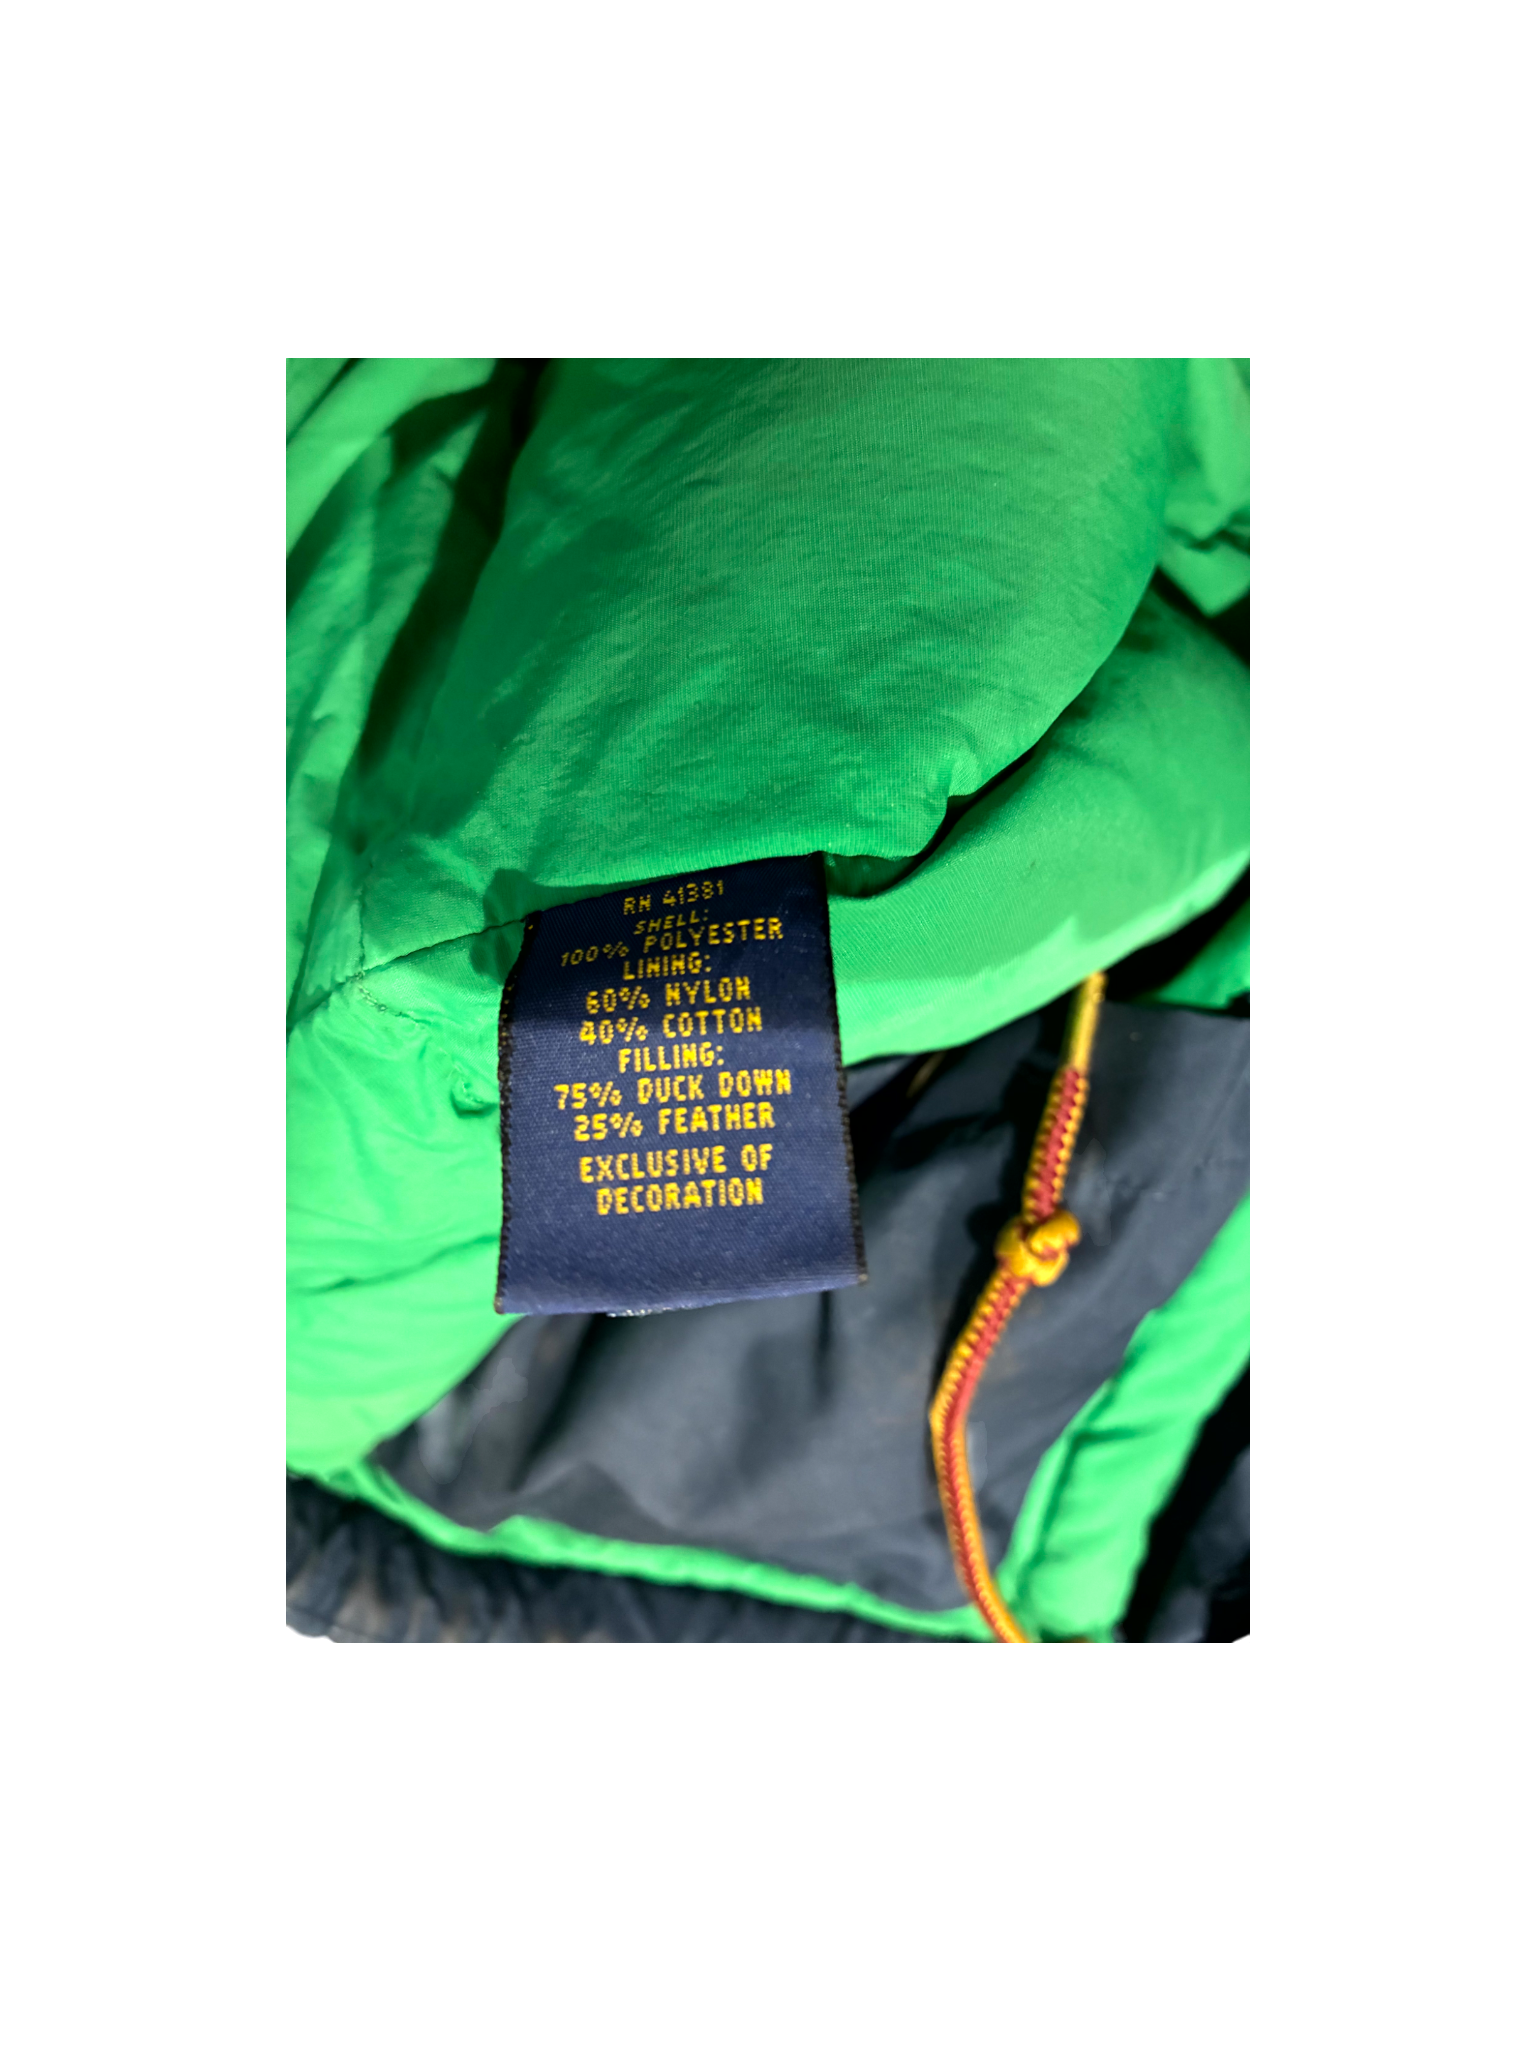 RN 41381
SHELL:
100% POLYESTER
LINING:
60% NYLON
40% COTTON
FILLING:
75% DUCK DOWN
25% FEATHER
EXCLUSIVE OF
DECORATION